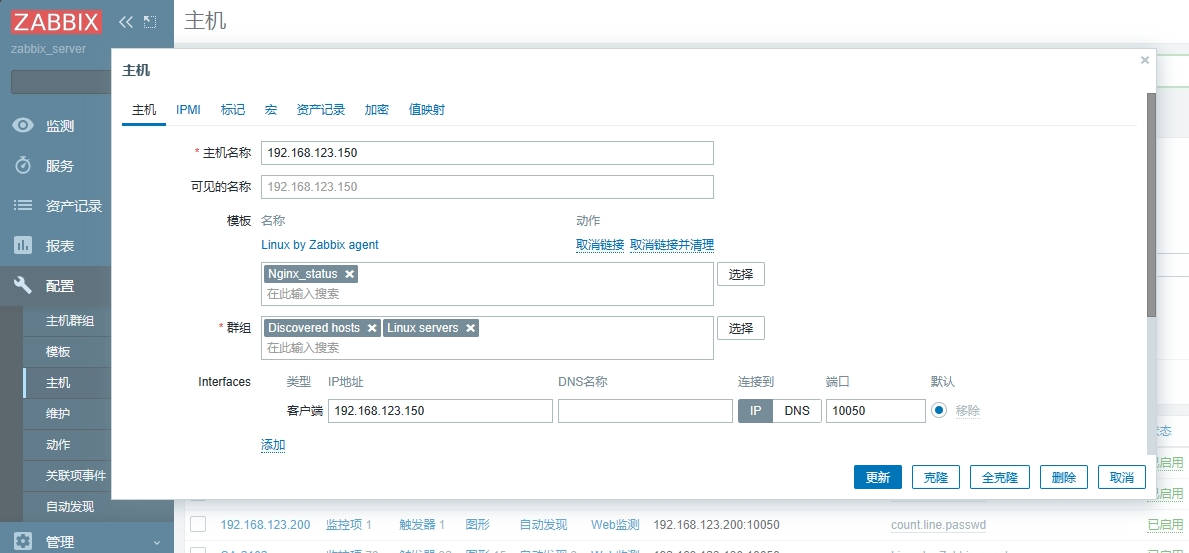 ZABBIX
zabbix_server
监测
服务
资产记录
报表
配置
主机群组
模板
主机
维护
动作
关联项事件
自动发现
管理
主机
主机
主机 IPMI 标记 宏 资产记录 加密 值映射
* 主机名称 192.168.123.150
可见的名称 192.168.123.150
模板 名称 动作
Linux by Zabbix agent 取消链接 取消链接并清理
Nginx_status 选择
在此输入搜索
* 群组 Discovered hosts Linux servers 选择
在此输入搜索
Interfaces 类型 IP地址 DNS名称 连接到 端口 默认
客户端 192.168.123.150 IP DNS 10050 移除
添加
更新 克隆 全克隆 删除 取消
已启用
已启用
192.168.123.200 监控项 1 触发器 1 图形 自动发现 Web监测 192.168.123.200:10050 count.line.passwd 已启用